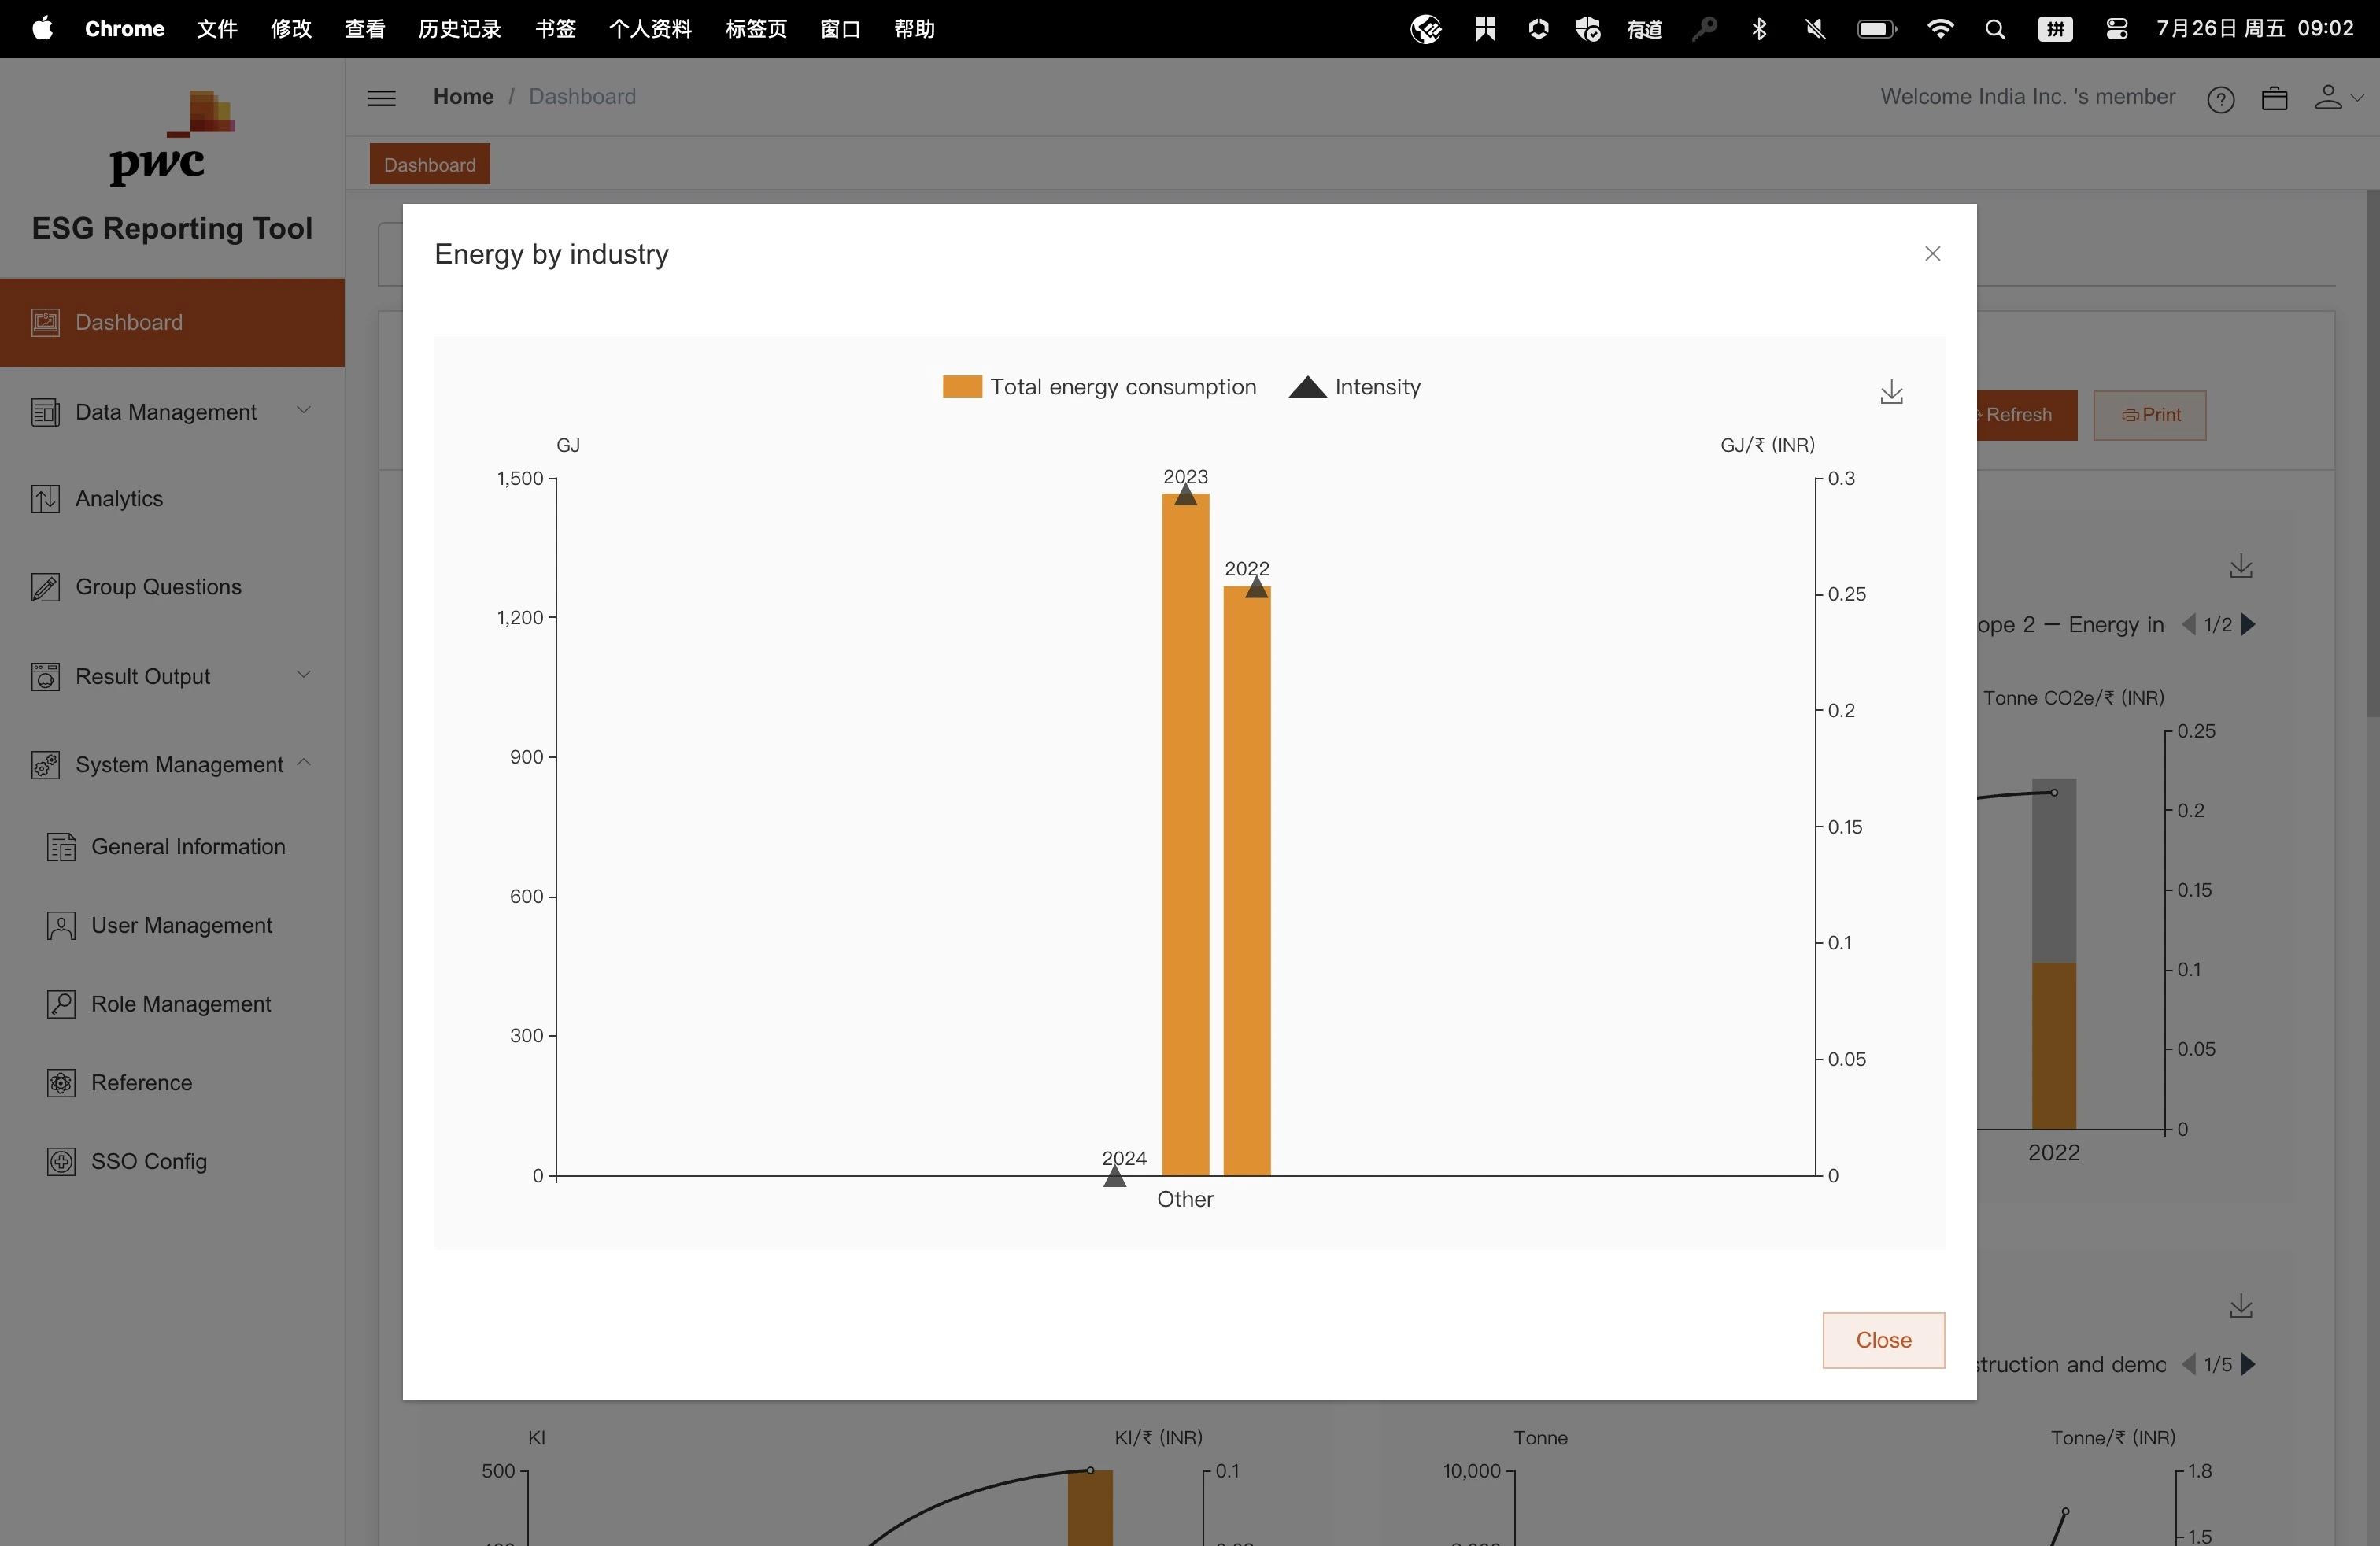 Chrome 文件 修改 查看 历史记录 书签 个人资料 标签页 窗口 帮助 有道 拼 7月26日 周五 09:02
pwc
ESG Reporting Tool
Dashboard
Data Management
Analytics
Group Questions
Result Output
System Management
General Information
User Management
Role Management
Reference
SSO Config
Home / Dashboard
Welcome India Inc. 's member
Dashboard
Refresh
Print
Energy by industry
Total energy consumption
Intensity
GJ
GJ/₹ (INR)
1,500
1,200
900
600
300
0
2023
2022
2024
Other
0.3
0.25
0.2
0.15
0.1
0.05
0
Close
ope 2 — Energy in 1/2
Tonne CO2e/₹ (INR)
0.25
0.2
0.15
0.1
0.05
0
2022
struction and demo 1/5
Kl
Kl/₹ (INR)
500
0.1
Tonne
Tonne/₹ (INR)
10,000
1.8
1.5